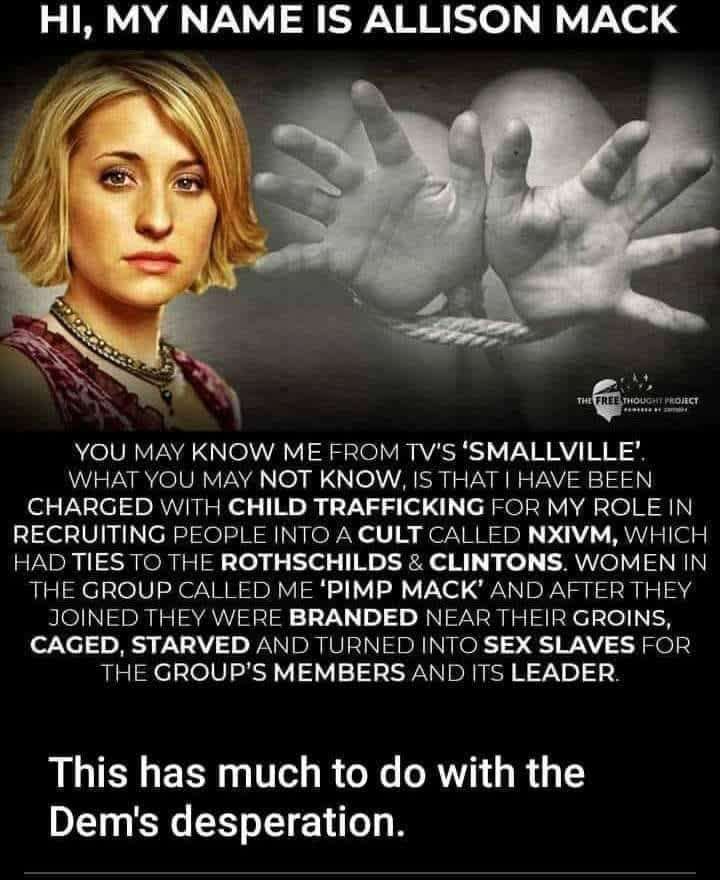 HI, MY NAME IS ALLISON MACK
THE FREE THOUGHT PROJECT
YOU MAY KNOW ME FROM TV'S 'SMALLVILLE'.
WHAT YOU MAY NOT KNOW, IS THAT I HAVE BEEN
CHARGED WITH CHILD TRAFFICKING FOR MY ROLE IN
RECRUITING PEOPLE INTO A CULT CALLED NXIVM, WHICH
HAD TIES TO THE ROTHSCHILDS & CLINTONS. WOMEN IN
THE GROUP CALLED ME 'PIMP MACK' AND AFTER THEY
JOINED THEY WERE BRANDED NEAR THEIR GROINS,
CAGED, STARVED AND TURNED INTO SEX SLAVES FOR
THE GROUP'S MEMBERS AND ITS LEADER.
This has much to do with the
Dem's desperation.